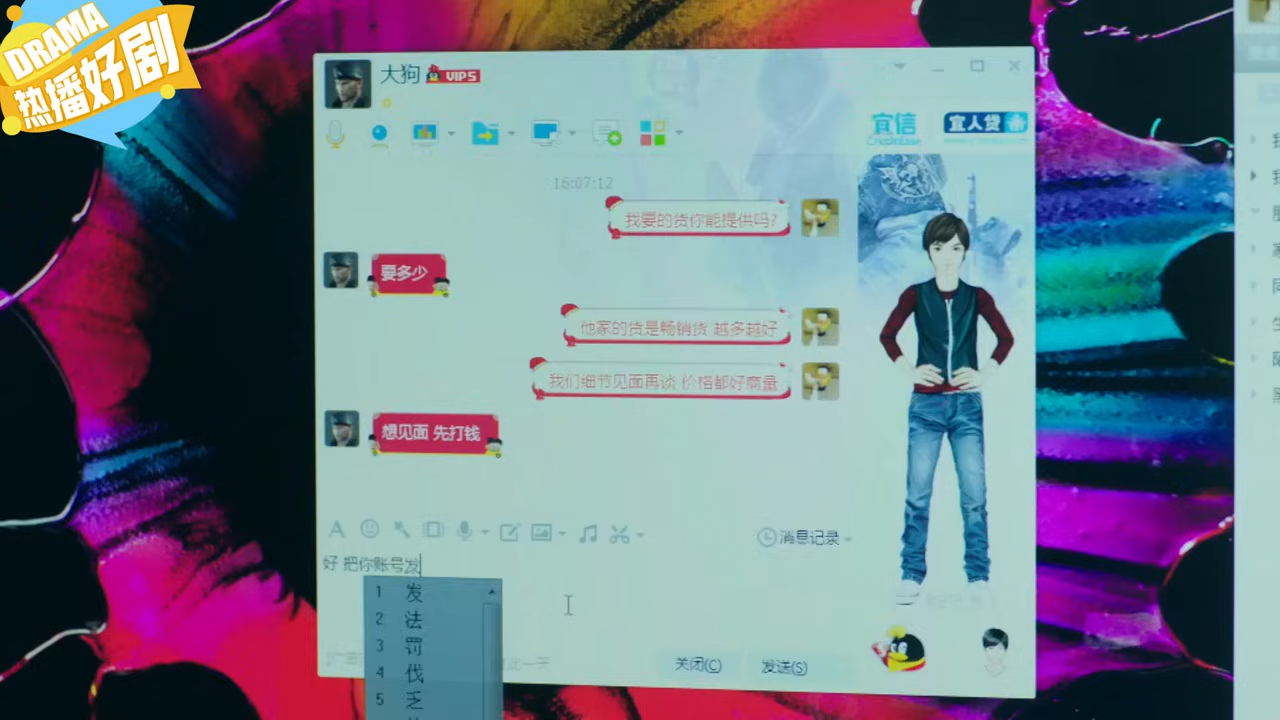 DRAMA
热播好剧
大狗 VIP5
宜信 宜人贷
CreditEase
16:07:12
我要的货你能提供吗?
要多少
他家的货是畅销货 越多越好
我们细节见面再谈 价格都好商量
想见面 先打钱
消息记录
好 把你账号发
1 发
2 法
3 罚
4 伐
5 乏
关闭(C) 发送(S)